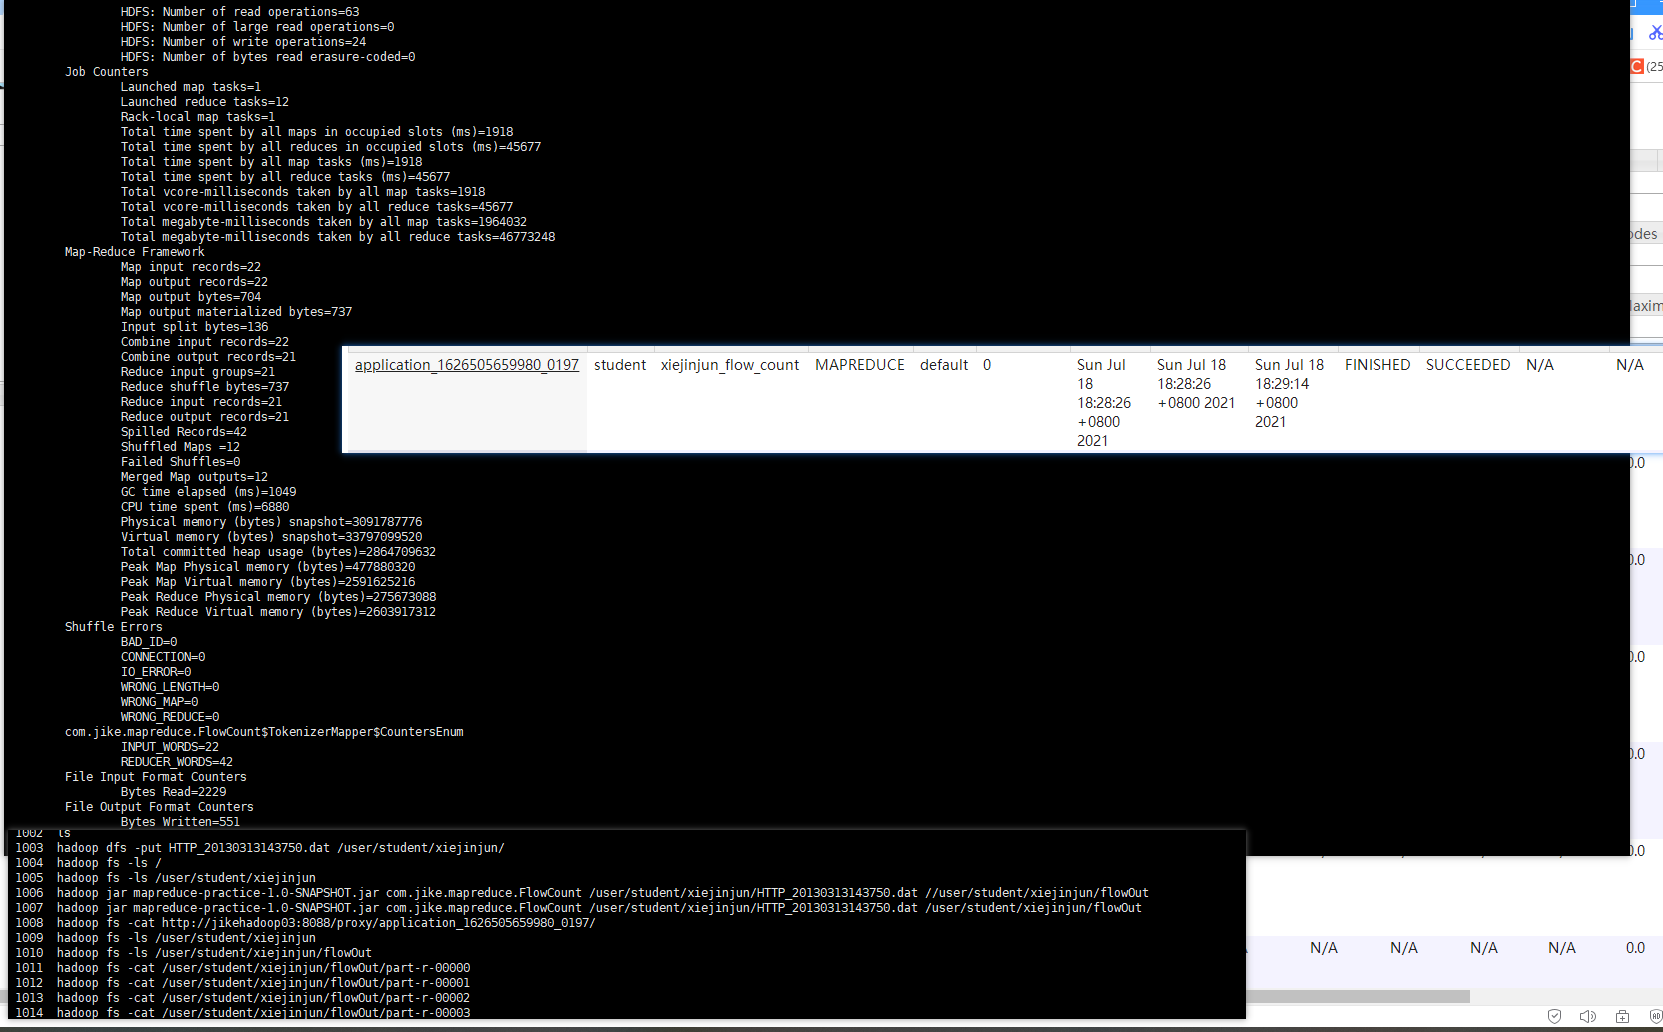 HDFS: Number of read operations=63
HDFS: Number of large read operations=0
HDFS: Number of write operations=24
HDFS: Number of bytes read erasure-coded=0
Job Counters
Launched map tasks=1
Launched reduce tasks=12
Rack-local map tasks=1
Total time spent by all maps in occupied slots (ms)=1918
Total time spent by all reduces in occupied slots (ms)=45677
Total time spent by all map tasks (ms)=1918
Total time spent by all reduce tasks (ms)=45677
Total vcore-milliseconds taken by all map tasks=1918
Total vcore-milliseconds taken by all reduce tasks=45677
Total megabyte-milliseconds taken by all map tasks=1964032
Total megabyte-milliseconds taken by all reduce tasks=46773248
Map-Reduce Framework
Map input records=22
Map output records=22
Map output bytes=704
Map output materialized bytes=737
Input split bytes=136
Combine input records=22
Combine output records=21
Reduce input groups=21
Reduce shuffle bytes=737
Reduce input records=21
Reduce output records=21
Spilled Records=42
Shuffled Maps =12
Failed Shuffles=0
Merged Map outputs=12
GC time elapsed (ms)=1049
CPU time spent (ms)=6880
Physical memory (bytes) snapshot=3091787776
Virtual memory (bytes) snapshot=33797099520
Total committed heap usage (bytes)=2864709632
Peak Map Physical memory (bytes)=477880320
Peak Map Virtual memory (bytes)=2591625216
Peak Reduce Physical memory (bytes)=275673088
Peak Reduce Virtual memory (bytes)=2603917312
Shuffle Errors
BAD_ID=0
CONNECTION=0
IO_ERROR=0
WRONG_LENGTH=0
WRONG_MAP=0
WRONG_REDUCE=0
com.jike.mapreduce.FlowCount$TokenizerMapper$CountersEnum
INPUT_WORDS=22
REDUCER_WORDS=42
File Input Format Counters
Bytes Read=2229
File Output Format Counters
Bytes Written=551
application_1626505659980_0197 student xiejinjun_flow_count MAPREDUCE default 0 Sun Jul Sun Jul 18 Sun Jul 18 FINISHED SUCCEEDED N/A N/A
18 18:28:26 18:29:14
18:28:26 +0800 2021 +0800
+0800 2021
2021
1002 ls
1003 hadoop dfs -put HTTP_20130313143750.dat /user/student/xiejinjun/
1004 hadoop fs -ls /
1005 hadoop fs -ls /user/student/xiejinjun
1006 hadoop jar mapreduce-practice-1.0-SNAPSHOT.jar com.jike.mapreduce.FlowCount /user/student/xiejinjun/HTTP_20130313143750.dat //user/student/xiejinjun/flowOut
1007 hadoop jar mapreduce-practice-1.0-SNAPSHOT.jar com.jike.mapreduce.FlowCount /user/student/xiejinjun/HTTP_20130313143750.dat /user/student/xiejinjun/flowOut
1008 hadoop fs -cat http://jikehadoop03:8088/proxy/application_1626505659980_0197/
1009 hadoop fs -ls /user/student/xiejinjun
1010 hadoop fs -ls /user/student/xiejinjun/flowOut
1011 hadoop fs -cat /user/student/xiejinjun/flowOut/part-r-00000
1012 hadoop fs -cat /user/student/xiejinjun/flowOut/part-r-00001
1013 hadoop fs -cat /user/student/xiejinjun/flowOut/part-r-00002
1014 hadoop fs -cat /user/student/xiejinjun/flowOut/part-r-00003
C (25
N/A N/A N/A N/A 0.0